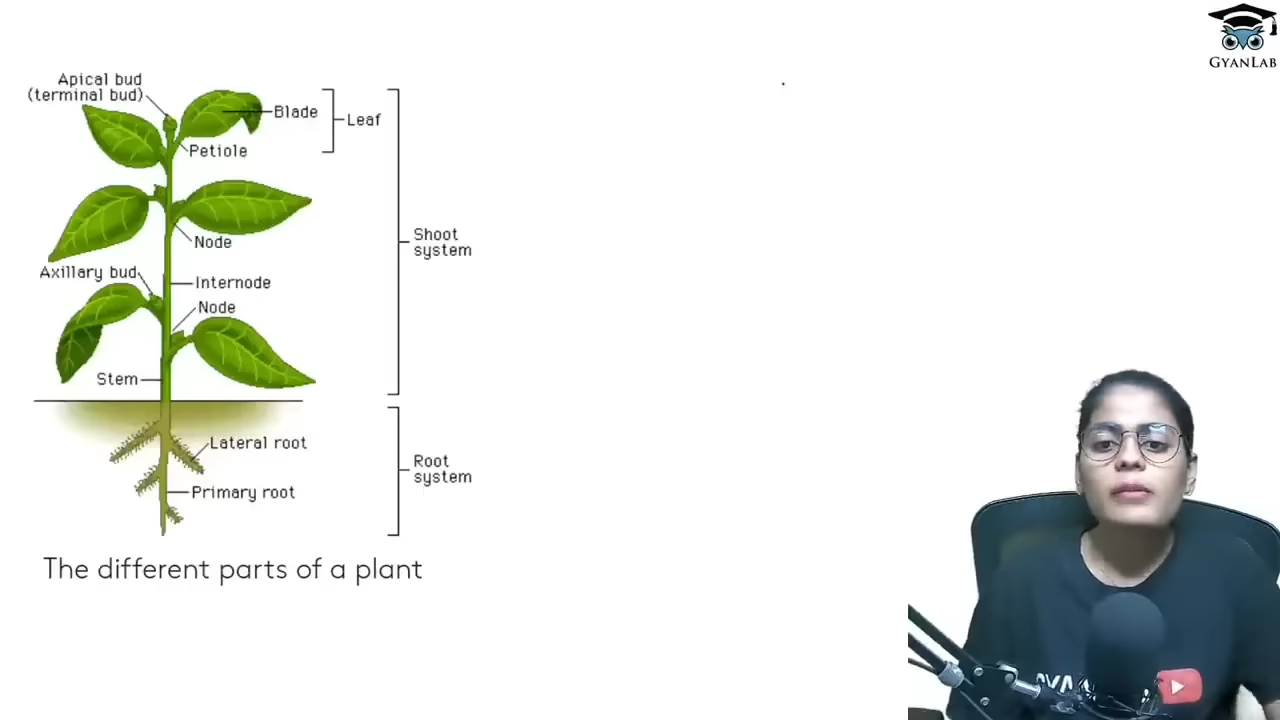 GYANLAB
Apical bud
(terminal bud)
Blade
Leaf
Petiole
Node
Shoot
system
Axillary bud
Internode
Node
Stem
Lateral root
Root
system
Primary root
The different parts of a plant